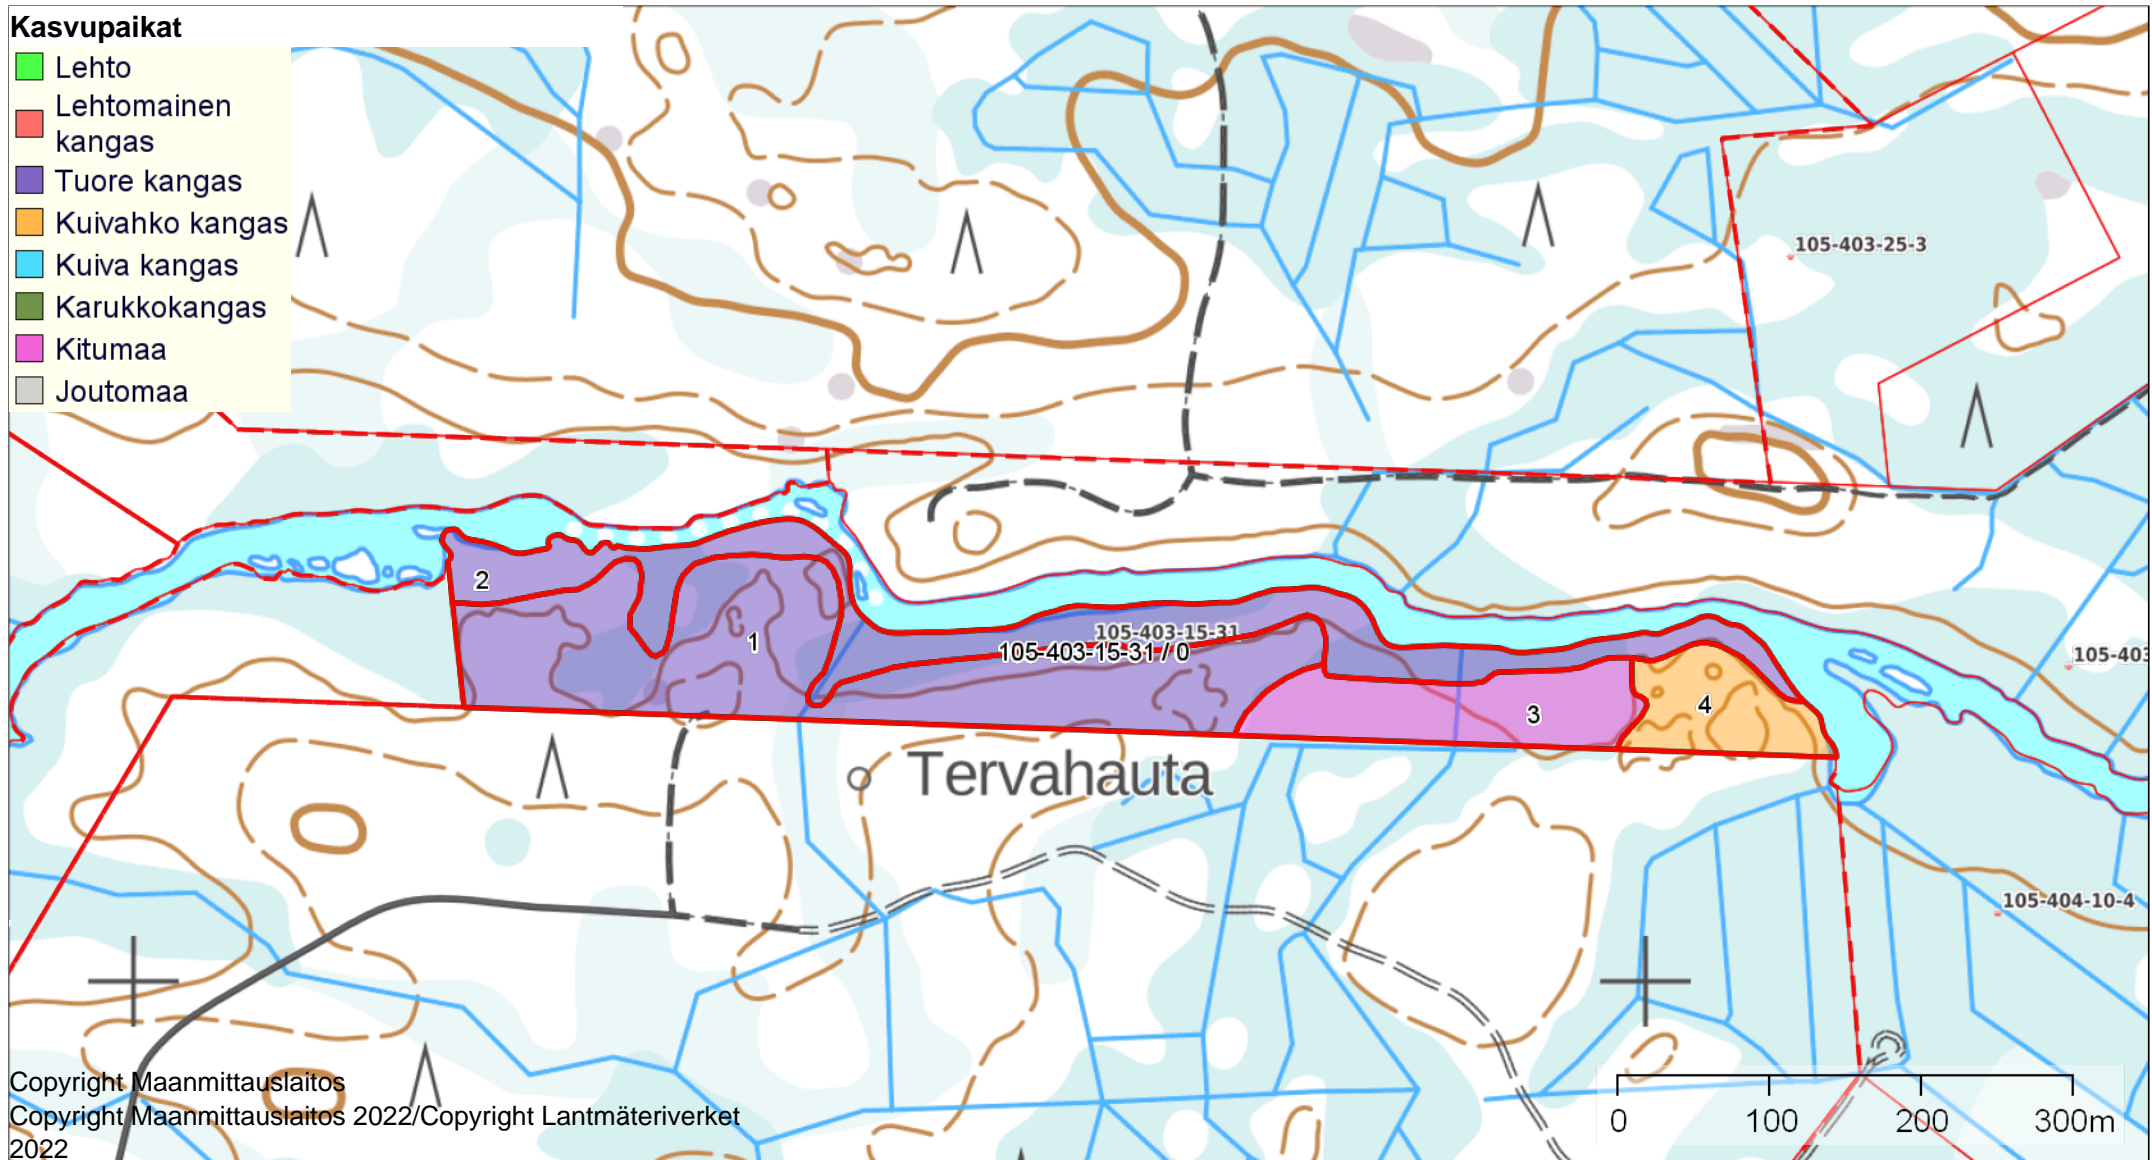 Kasvupaikat
Lehto
Lehtomainen
kangas
Tuore kangas
Kuivahko kangas
Kuiva kangas
Karukkokangas
Kitumaa
Joutomaa
105-403-25-3
2
1
105-403-15-31
105-403-15-31 / 0
105-403
3
4
Tervahauta
105-404-10-4
Copyright Maanmittauslaitos
Copyright Maanmittauslaitos 2022/Copyright Lantmäteriverket
2022
0 100 200 300m